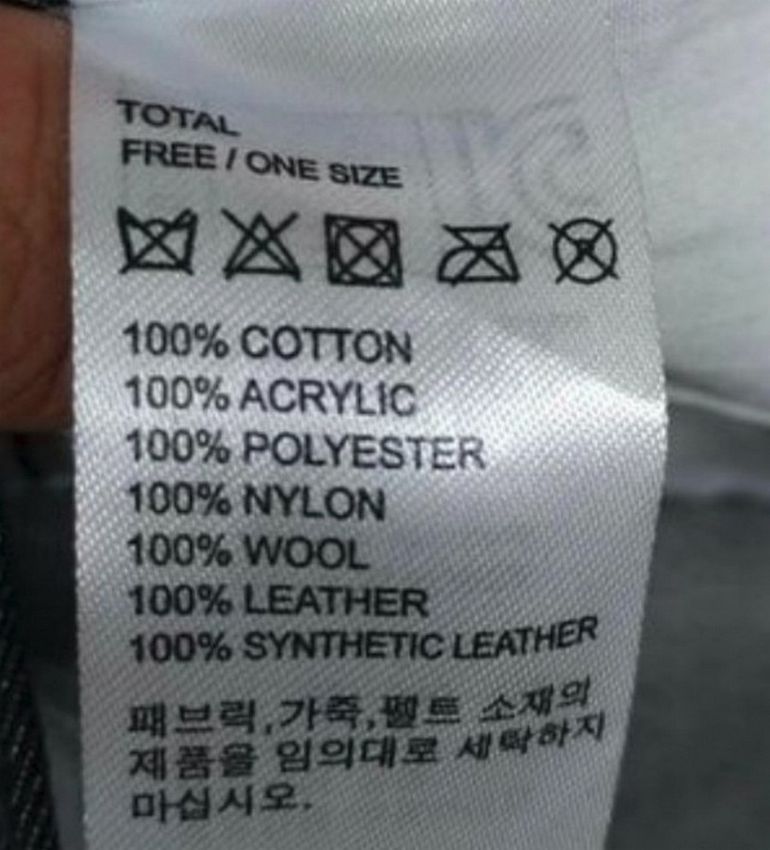 TOTAL
FREE / ONE SIZE
100% COTTON
100% ACRYLIC
100% POLYESTER
100% NYLON
100% WOOL
100% LEATHER
100% SYNTHETIC LEATHER
패브릭,가죽,펠트 소재의
제품을 임의대로 세탁하지
마십시오.